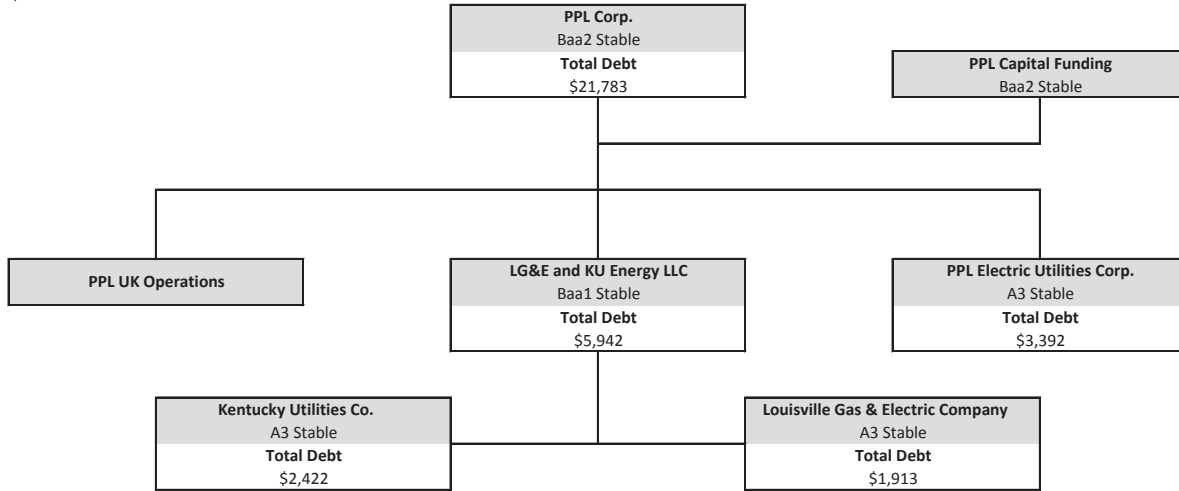 PPL Corp.
Baa2 Stable
Total Debt
$21,783
PPL Capital Funding
Baa2 Stable
PPL UK Operations
LG&E and KU Energy LLC
Baa1 Stable
Total Debt
$5,942
PPL Electric Utilities Corp.
A3 Stable
Total Debt
$3,392
Kentucky Utilities Co.
A3 Stable
Total Debt
$2,422
Louisville Gas & Electric Company
A3 Stable
Total Debt
$1,913